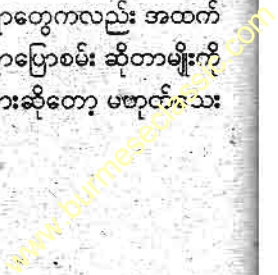 ာတွေကလည်း အထက်
ာပြောစမ်း ဆိုတာမျိုးကို
ားဆိုတော့ မဟုတ်သေး
www.burmeseclassic.com